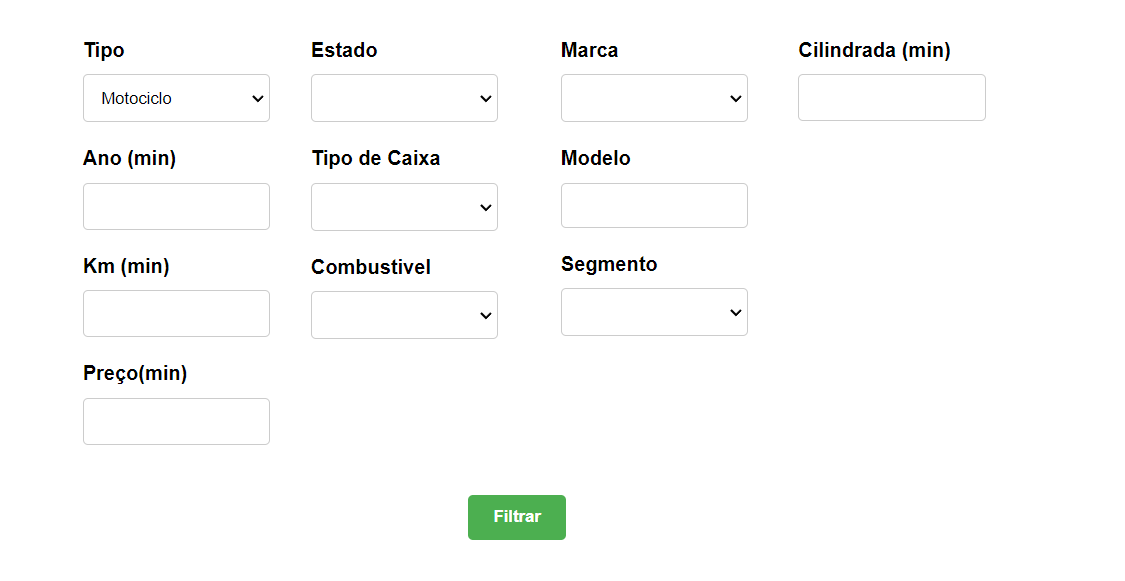 Tipo
Estado
Marca
Cilindrada (min)
Motociclo
Ano (min)
Tipo de Caixa
Modelo
Km (min)
Combustivel
Segmento
Preço(min)
Filtrar